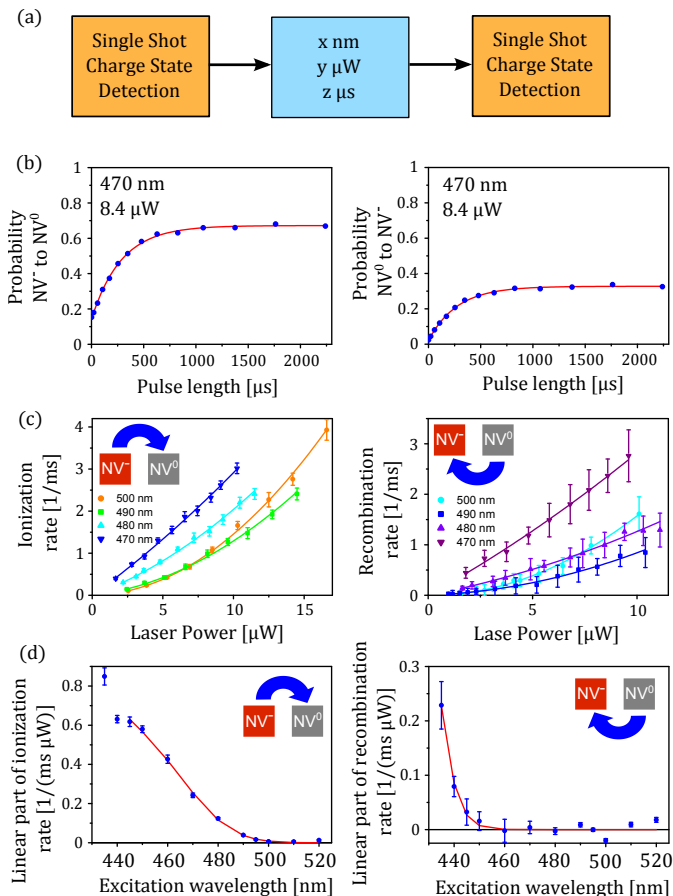 (a)
Single Shot
Charge State
Detection
x nm
y µW
z µs
Single Shot
Charge State
Detection
(b)
1
0.8
0.6
0.4
0.2
0
470 nm
8.4 µW
Probability
NV⁻ to NV⁰
0 500 1000 1500 2000
Pulse length [µs]
1
0.8
0.6
0.4
0.2
0
470 nm
8.4 µW
Probability
NV⁰ to NV⁻
0 500 1000 1500 2000
Pulse length [µs]
(c)
4
3
2
1
0
Ionization
rate [1/ms]
NV⁻ NV⁰
500 nm
490 nm
480 nm
470 nm
0 5 10 15
Laser Power [µW]
3
2
1
0
Recombination
rate [1/ms]
NV⁻ NV⁰
500 nm
490 nm
480 nm
470 nm
0 5 10
Lase Power [µW]
(d)
0.8
0.6
0.4
0.2
0
Linear part of ionization
rate [1/(ms µW)]
NV⁻ NV⁰
440 460 480 500 520
Excitation wavelength [nm]
0.3
0.2
0.1
0
Linear part of recombination
rate [1/(ms µW)]
NV⁻ NV⁰
440 460 480 500 520
Excitation wavelength [nm]